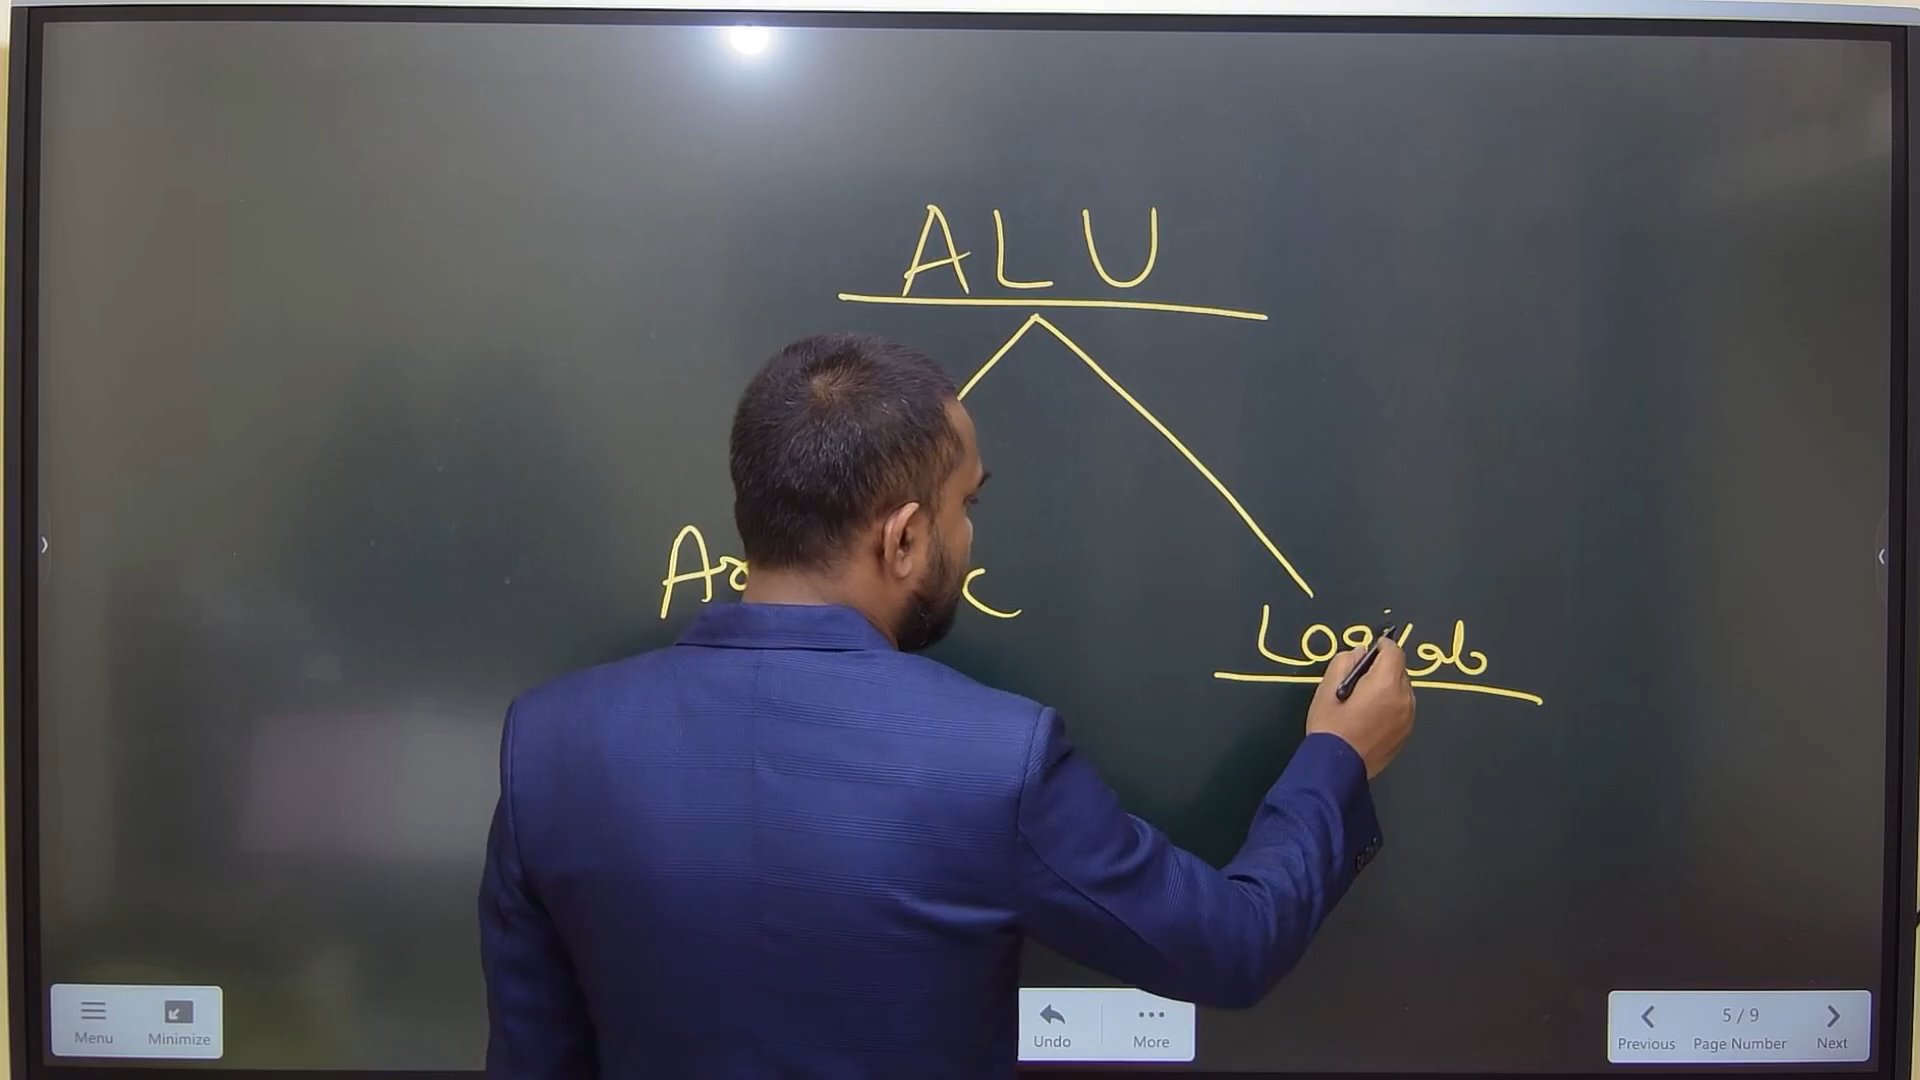 ALU
Logical
Menu
Minimize
Undo
More
5 / 9
Previous
Page Number
Next